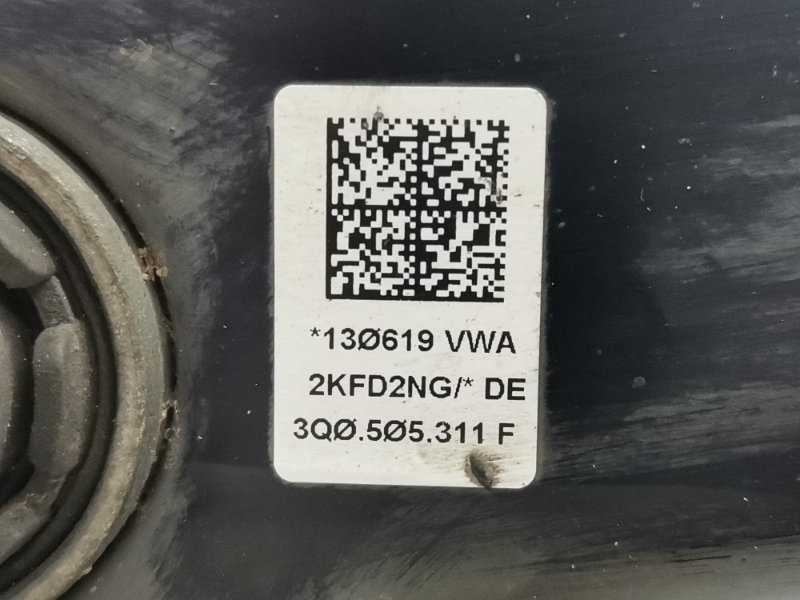 *13Ø619 VWA
2KFD2NG/* DE
3QØ.5Ø5.311 F